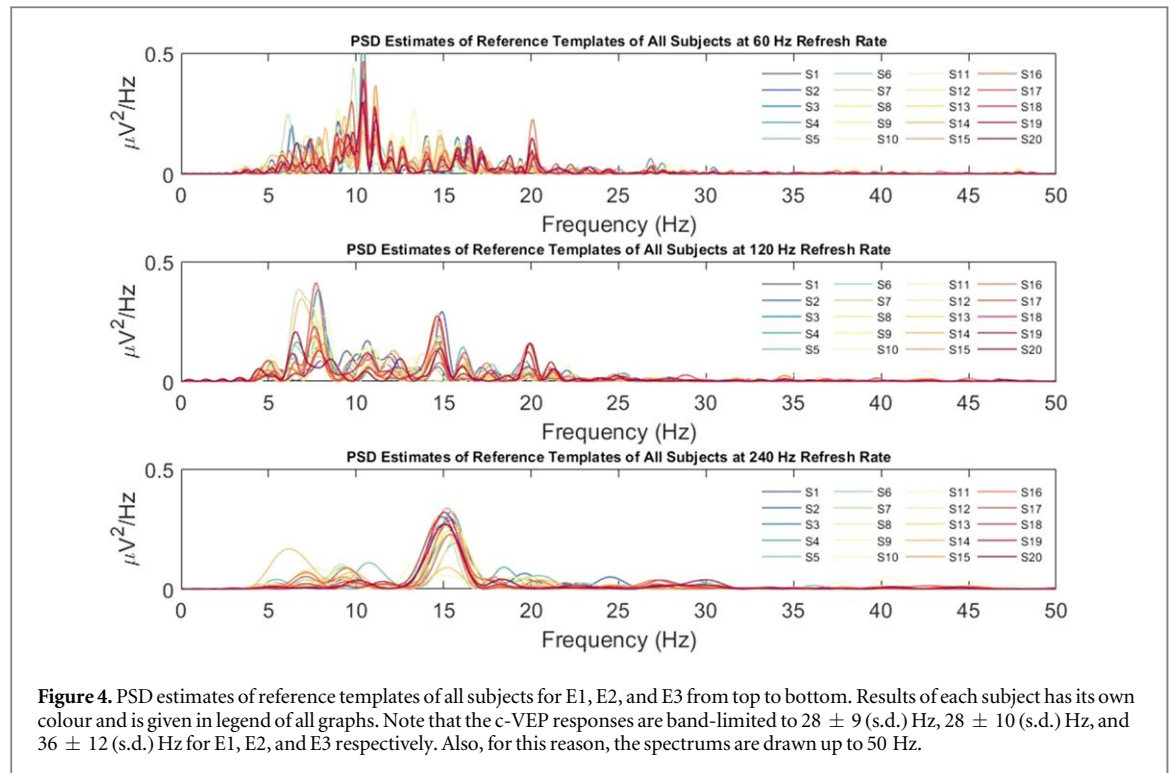 PSD Estimates of Reference Templates of All Subjects at 60 Hz Refresh Rate
0.5
0
μV²/Hz
S1 S6 S11 S16
S2 S7 S12 S17
S3 S8 S13 S18
S4 S9 S14 S19
S5 S10 S15 S20
0 5 10 15 20 25 30 35 40 45 50
Frequency (Hz)
PSD Estimates of Reference Templates of All Subjects at 120 Hz Refresh Rate
0.5
0
μV²/Hz
S1 S6 S11 S16
S2 S7 S12 S17
S3 S8 S13 S18
S4 S9 S14 S19
S5 S10 S15 S20
0 5 10 15 20 25 30 35 40 45 50
Frequency (Hz)
PSD Estimates of Reference Templates of All Subjects at 240 Hz Refresh Rate
0.5
0
μV²/Hz
S1 S6 S11 S16
S2 S7 S12 S17
S3 S8 S13 S18
S4 S9 S14 S19
S5 S10 S15 S20
0 5 10 15 20 25 30 35 40 45 50
Frequency (Hz)
Figure 4. PSD estimates of reference templates of all subjects for E1, E2, and E3 from top to bottom. Results of each subject has its own
colour and is given in legend of all graphs. Note that the c-VEP responses are band-limited to 28 ± 9 (s.d.) Hz, 28 ± 10 (s.d.) Hz, and
36 ± 12 (s.d.) Hz for E1, E2, and E3 respectively. Also, for this reason, the spectrums are drawn up to 50 Hz.